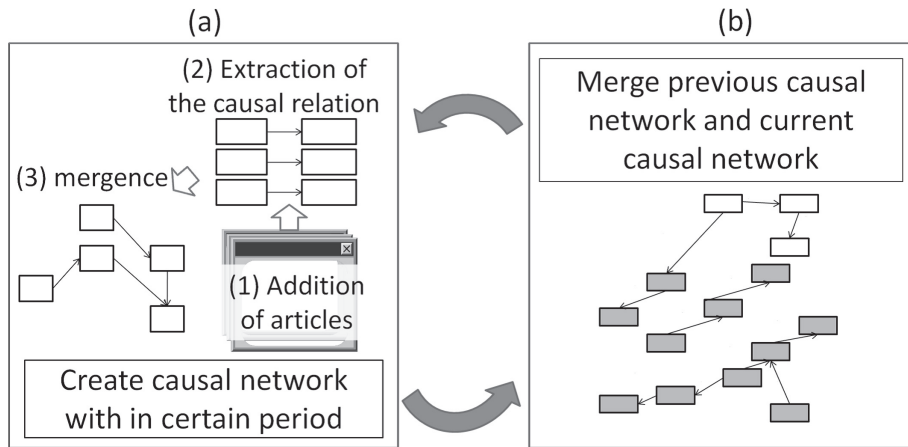 (a)
(2) Extraction of
the causal relation
(3) mergence
(1) Addition
of articles
Create causal network
with in certain period
(b)
Merge previous causal
network and current
causal network